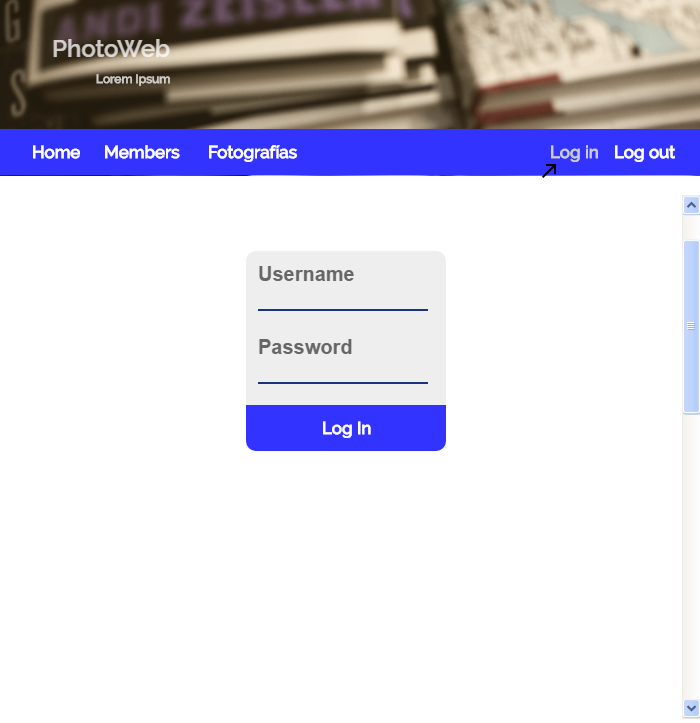 ANDI ZEISLER
PhotoWeb
Lorem Ipsum
Home Members Fotografías Log in Log out
Username
Password
Log In